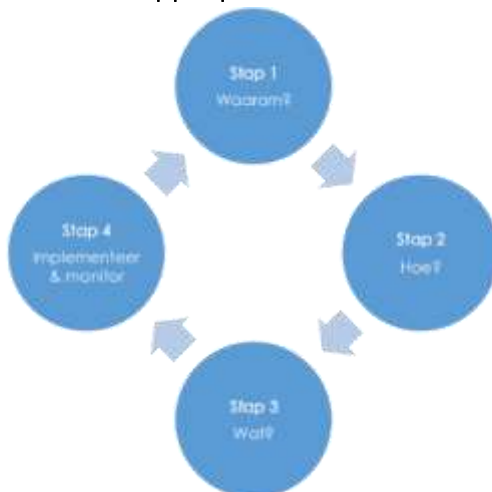 Stap 1
Waarom?
Stap 2
Hoe?
Stap 3
Wat?
Stap 4
Implementeer
& monitor